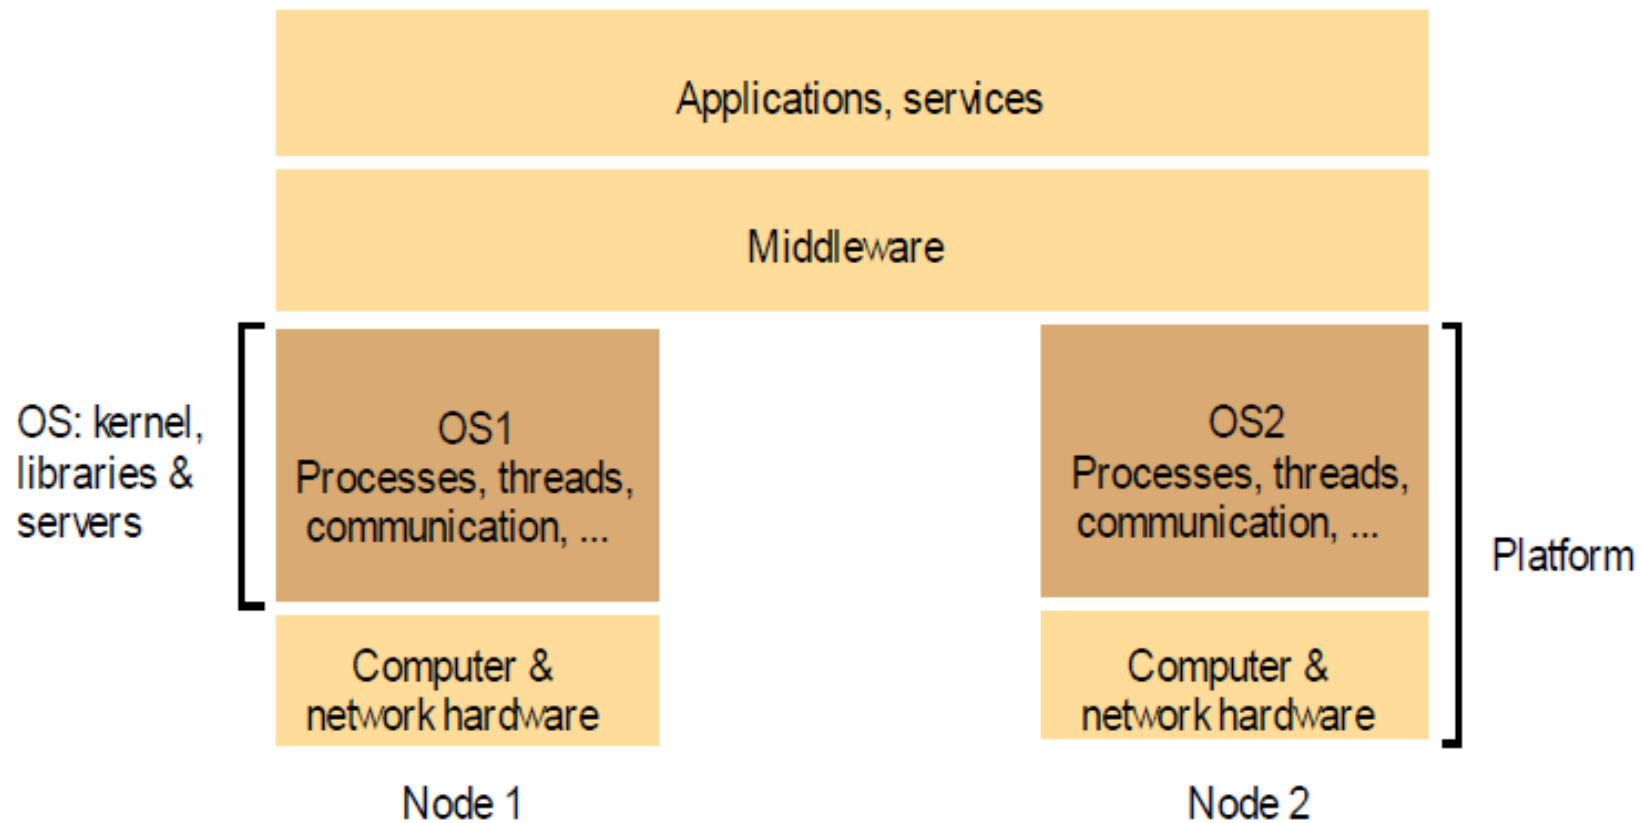 Applications, services
Middleware
OS: kernel,
libraries &
servers
OS1
Processes, threads,
communication, ...
OS2
Processes, threads,
communication, ...
Platform
Computer &
network hardware
Computer &
network hardware
Node 1
Node 2